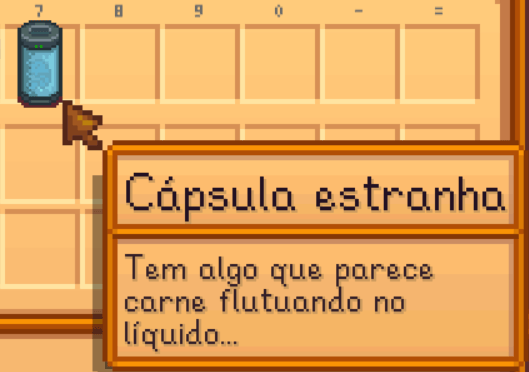 7 8 9 0 - =
Cápsula estranha
Tem algo que parece
carne flutuando no
líquido...